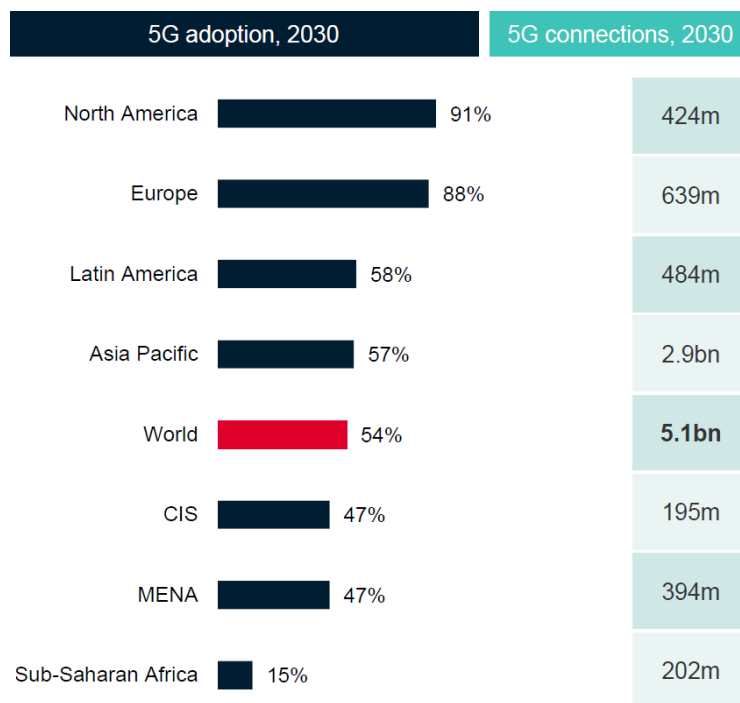 5G adoption, 2030 5G connections, 2030
North America 91% 424m
Europe 88% 639m
Latin America 58% 484m
Asia Pacific 57% 2.9bn
World 54% 5.1bn
CIS 47% 195m
MENA 47% 394m
Sub-Saharan Africa 15% 202m